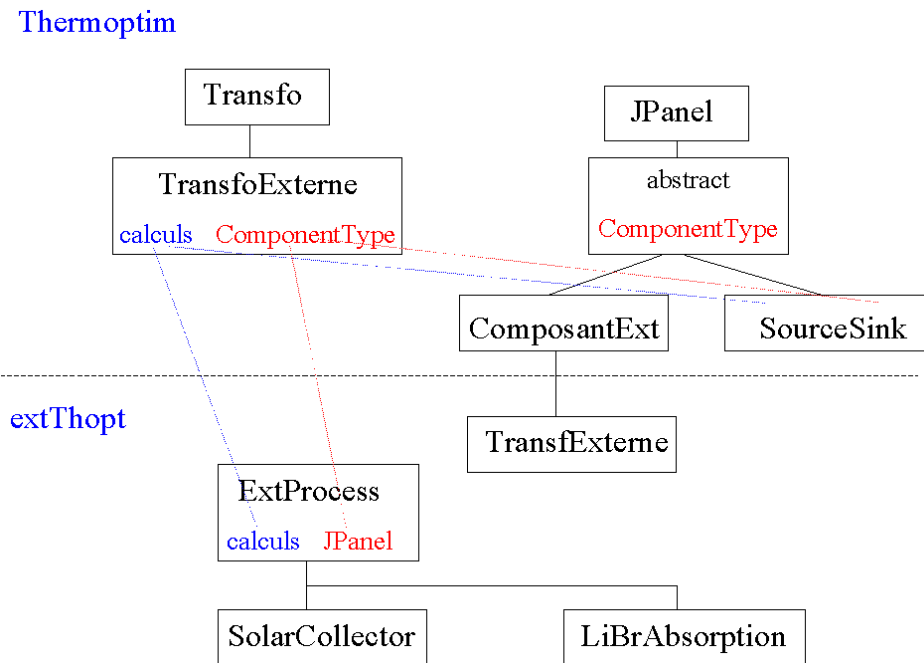 Thermoptim
Transfo
JPanel
TransfoExterne
abstract
calculs ComponentType
ComponentType
ComposantExt
SourceSink
extThopt
TransfExterne
ExtProcess
calculs JPanel
SolarCollector
LiBrAbsorption